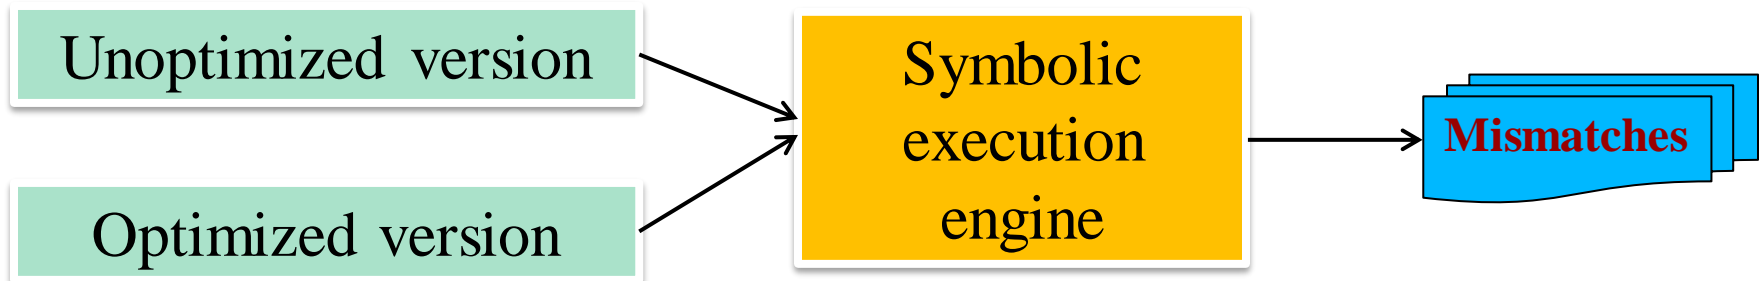 Unoptimized version
Optimized version
Symbolic
execution
engine
Mismatches